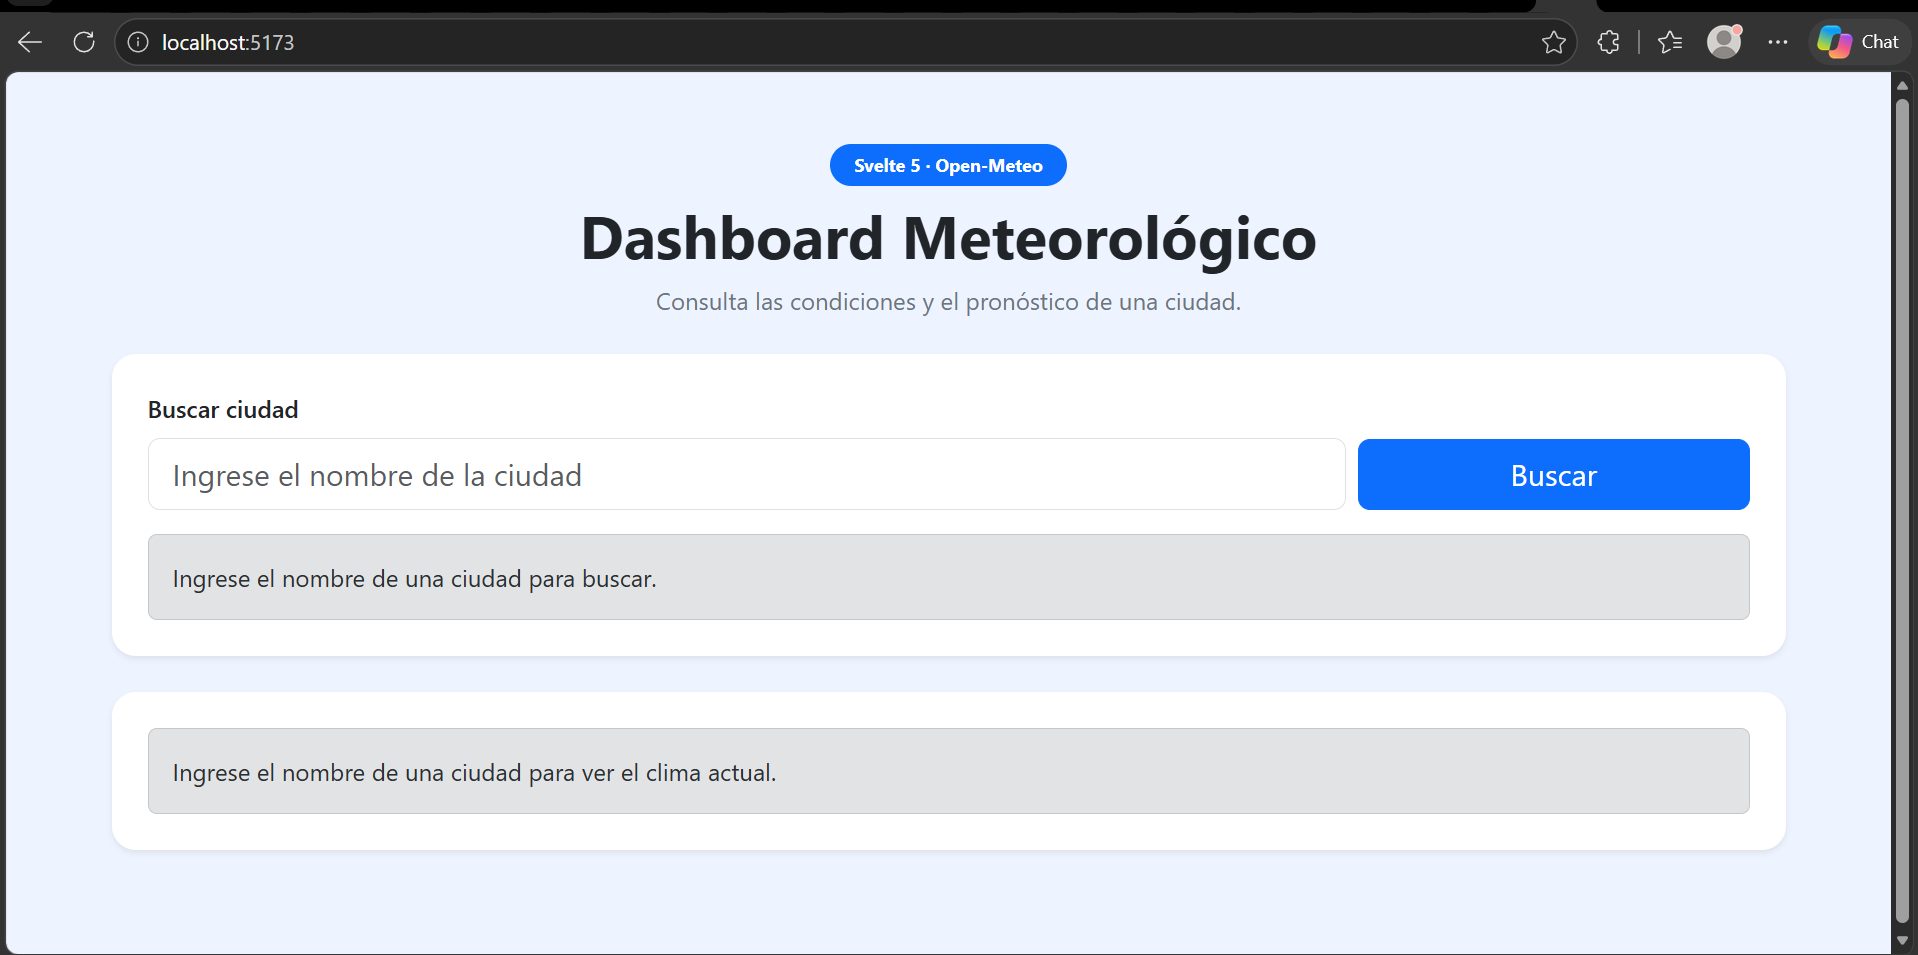 localhost:5173
Chat
Svelte 5 · Open-Meteo
Dashboard Meteorológico
Consulta las condiciones y el pronóstico de una ciudad.
Buscar ciudad
Ingrese el nombre de la ciudad
Buscar
Ingrese el nombre de una ciudad para buscar.
Ingrese el nombre de una ciudad para ver el clima actual.